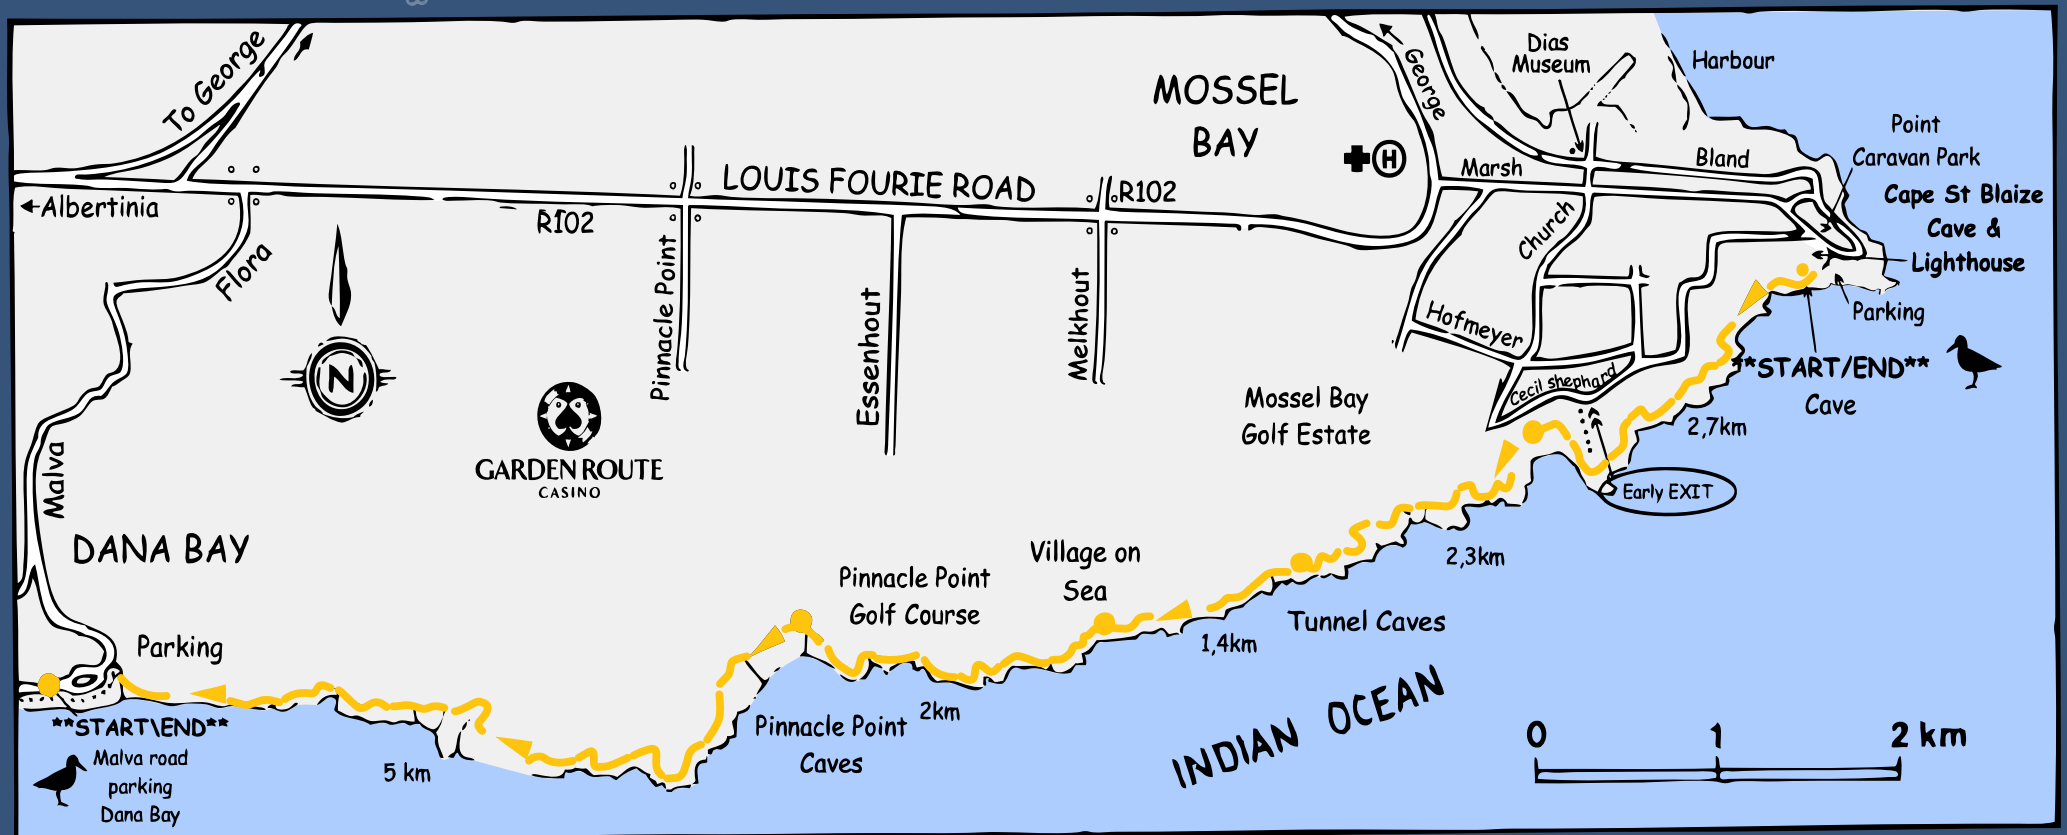 To George
MOSSEL
BAY
George
Dias
Museum
Harbour
Point
Caravan Park
Cape St Blaize
Cave &
Lighthouse
Albertinia
LOUIS FOURIE ROAD
R102
R102
H
Marsh
Bland
Church
Flora
Pinnacle Point
Essenhout
Melkhout
Hofmeyer
Parking
**START/END**
Cave
Cecil shephard
N
GARDEN ROUTE
CASINO
Mossel Bay
Golf Estate
2,7km
Early EXIT
Malva
DANA BAY
Village on
Sea
2,3km
Pinnacle Point
Golf Course
Tunnel Caves
1,4km
Parking
2km
Pinnacle Point
Caves
INDIAN OCEAN
**START\END**
Malva road
parking
Dana Bay
5 km
0 1 2 km